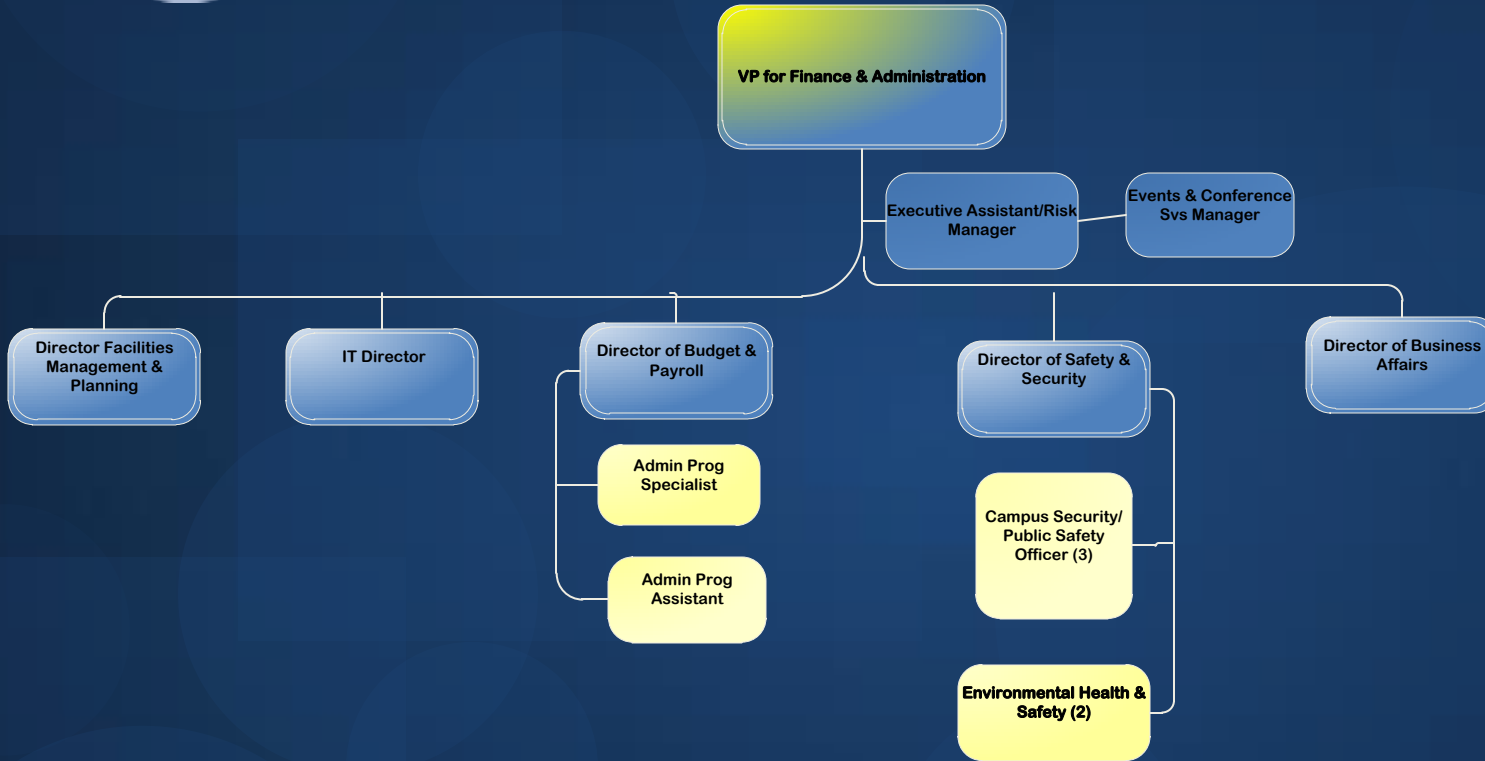 VP for Finance & Administration
Executive Assistant/Risk
Manager
Events & Conference
Svs Manager
Director Facilities
Management &
Planning
IT Director
Director of Budget &
Payroll
Director of Safety &
Security
Director of Business
Affairs
Admin Prog
Specialist
Admin Prog
Assistant
Campus Security/
Public Safety
Officer (3)
Environmental Health &
Safety (2)